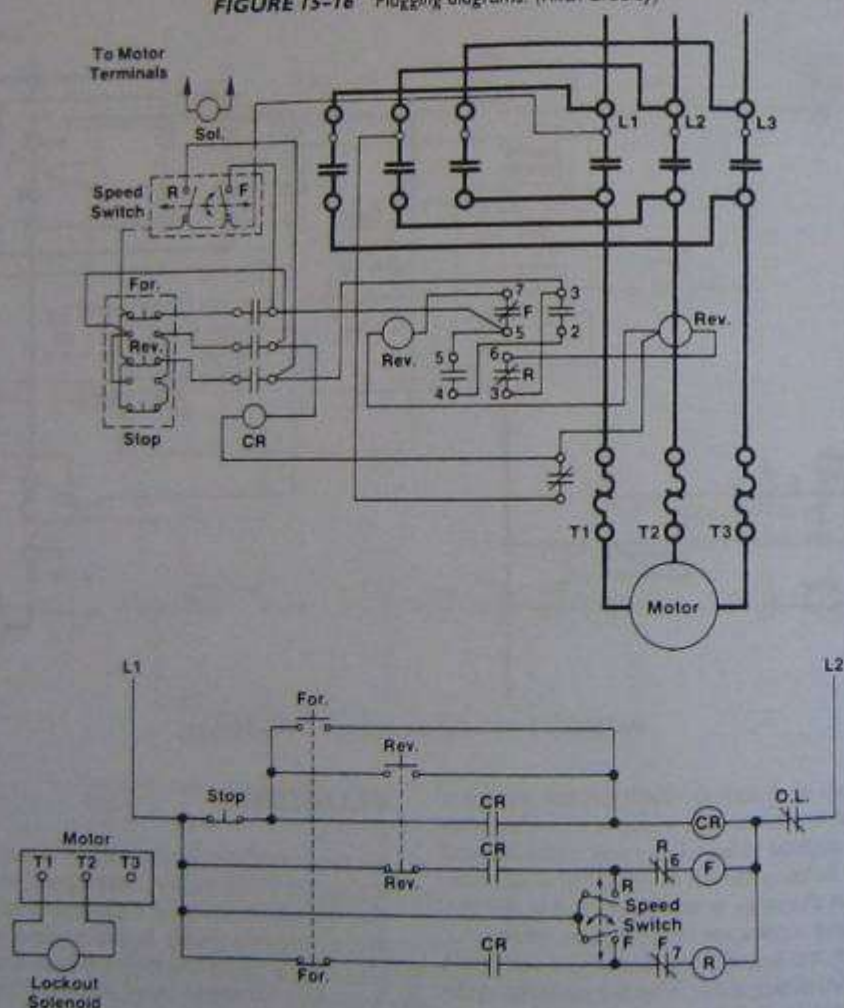 FIGURE 15-16 Plugging diagrams.
To Motor
Terminals
Sol.
L1 L2 L3
Speed
Switch
R F
For.
Rev.
Stop
CR
Rev.
7 3
F
5 2
5 6
R
4 3
Rev.
T1 T2 T3
Motor
L1 L2
For.
Rev.
Stop CR CR O.L.
Motor
T1 T2 T3
Rev. CR R 6 F
R
Speed
Switch
F
For. CR F 7 R
Lockout
Solenoid